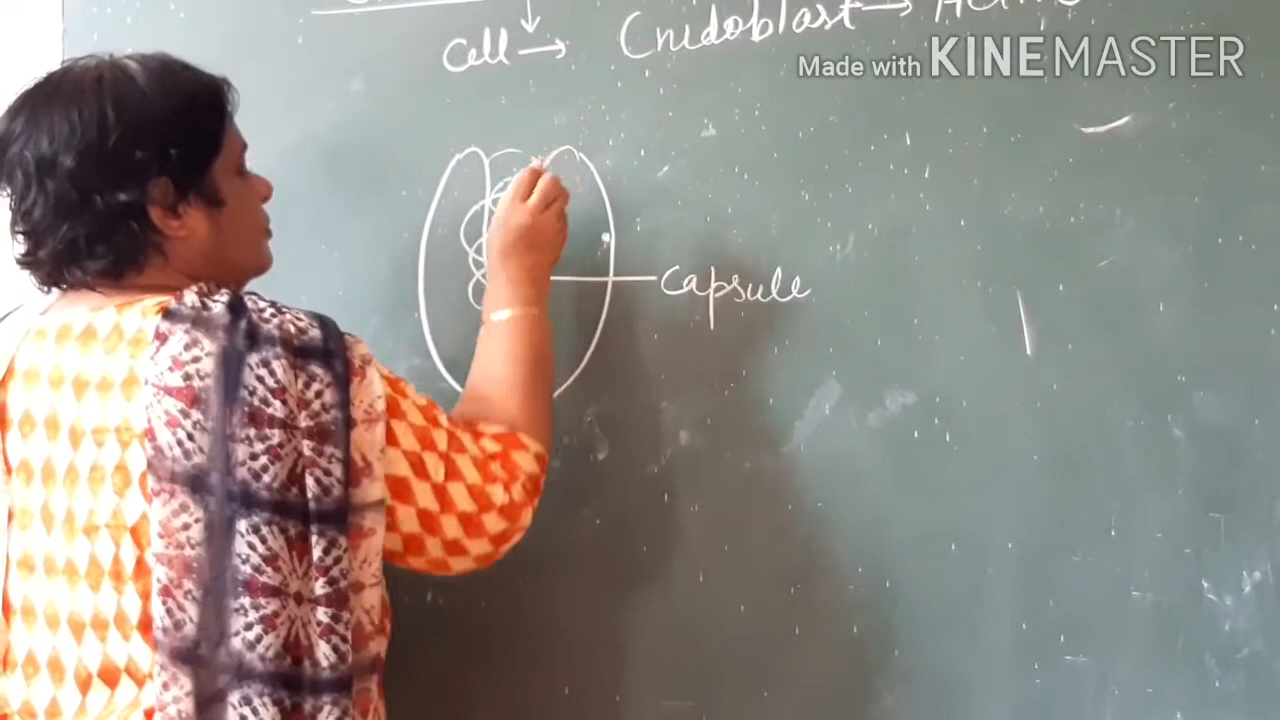 Cell → Cnidoblast →
Made with KINEMASTER
Capsule